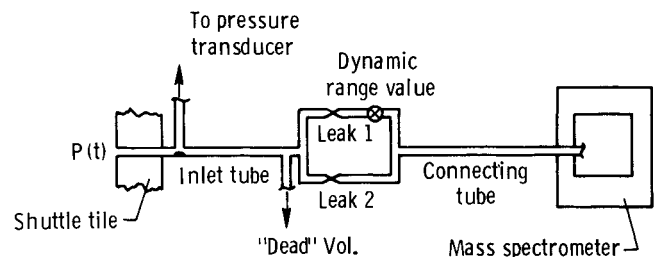 To pressure
transducer
Dynamic
range value
P(t)
Leak 1
Inlet tube
Leak 2
Connecting
tube
Shuttle tile
"Dead" Vol.
Mass spectrometer